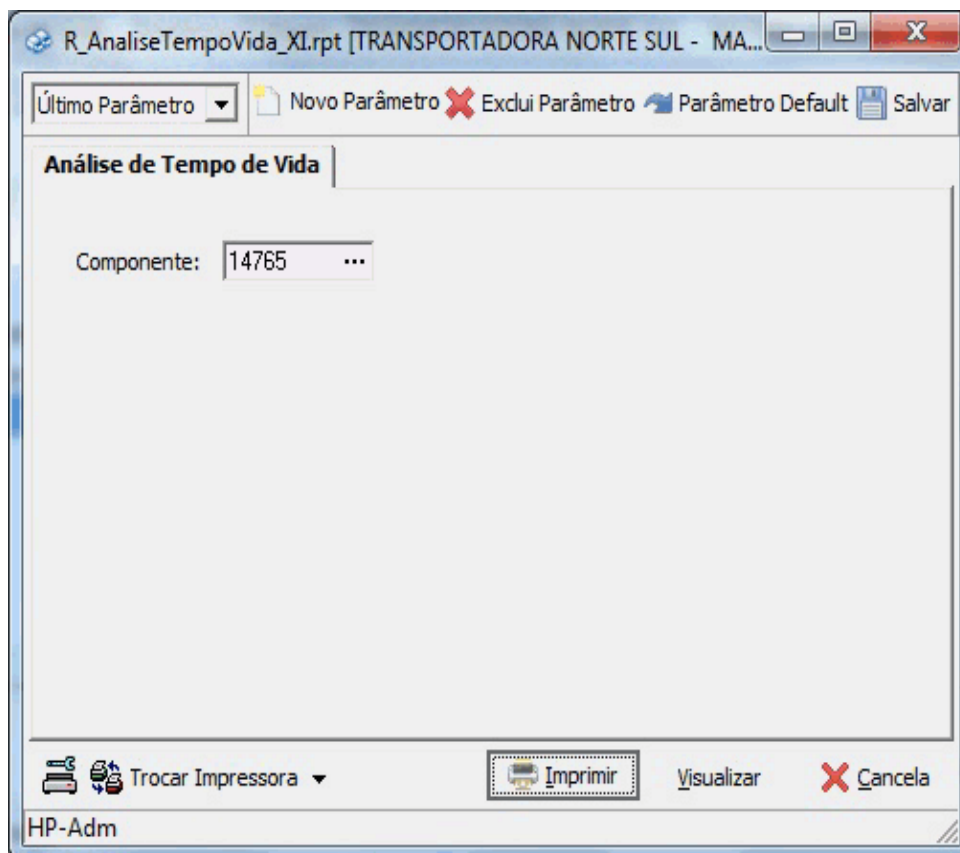 R_AnaliseTempoVida_XI.rpt [TRANSPORTADORA NORTE SUL - MA...
Último Parâmetro Novo Parâmetro Exclui Parâmetro Parâmetro Default Salvar
Análise de Tempo de Vida
Componente: 14765 ...
Trocar Impressora Imprimir Visualizar Cancela
HP-Adm